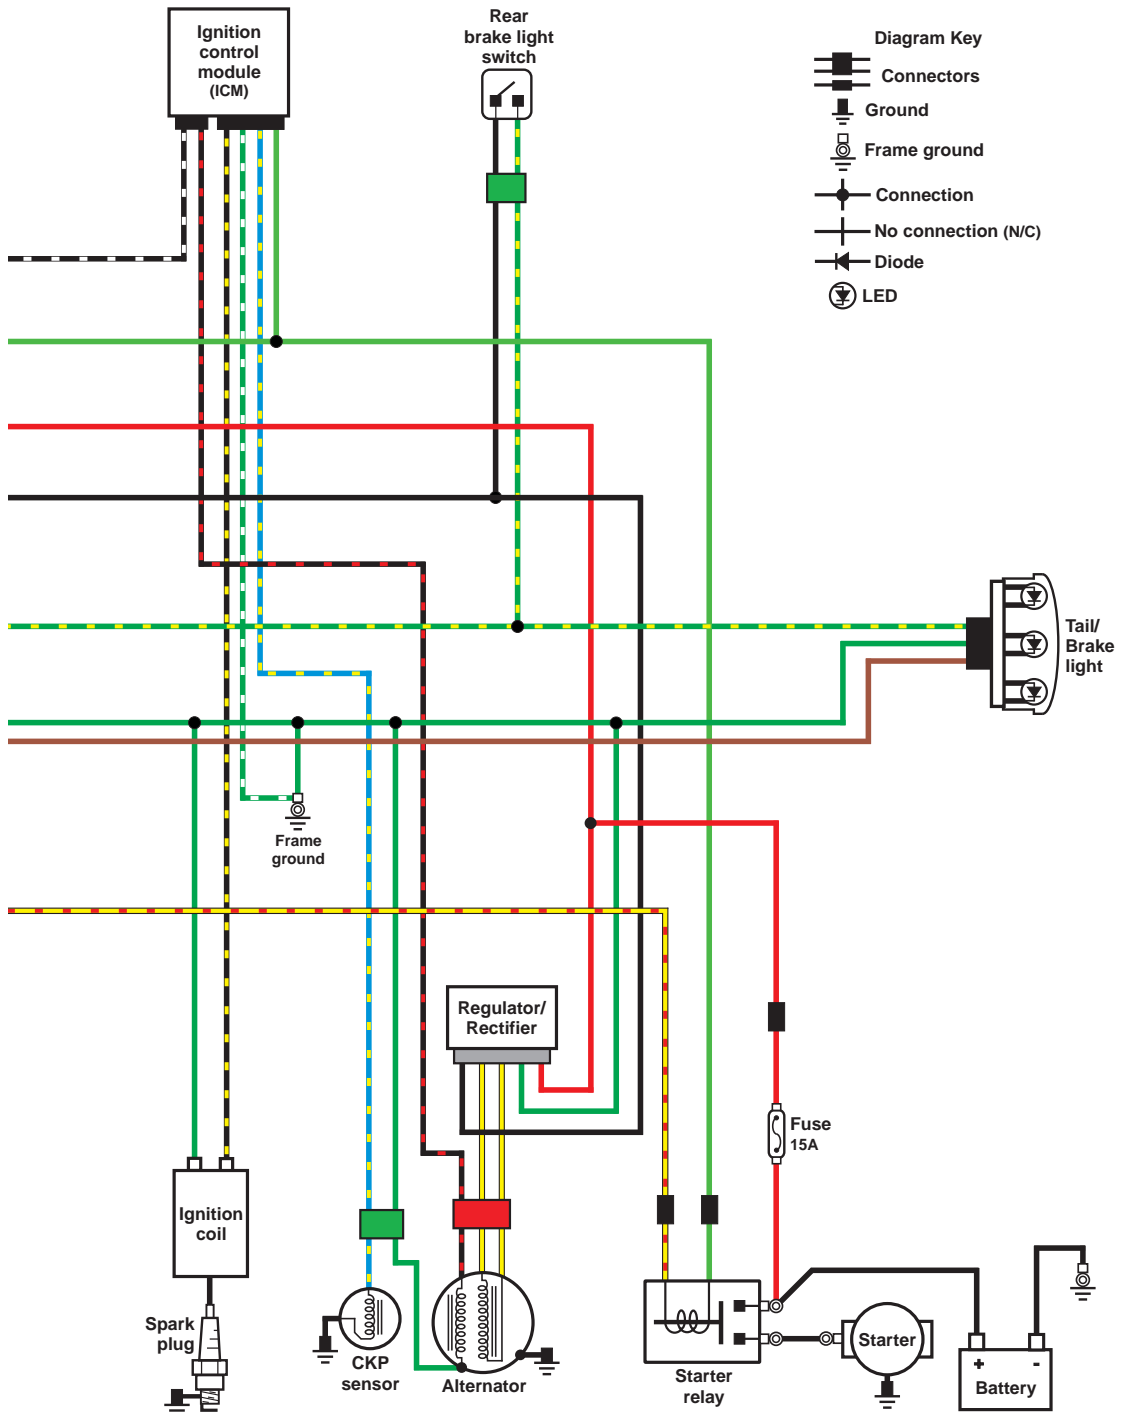 Ignition
control
module
(ICM)
Rear
brake light
switch
Diagram Key
Connectors
Ground
Frame ground
Connection
No connection (N/C)
Diode
LED
Tail/
Brake
light
Frame
ground
Regulator/
Rectifier
Fuse
15A
Ignition
coil
Spark
plug
CKP
sensor
Alternator
Starter
relay
Starter
+ -
Battery